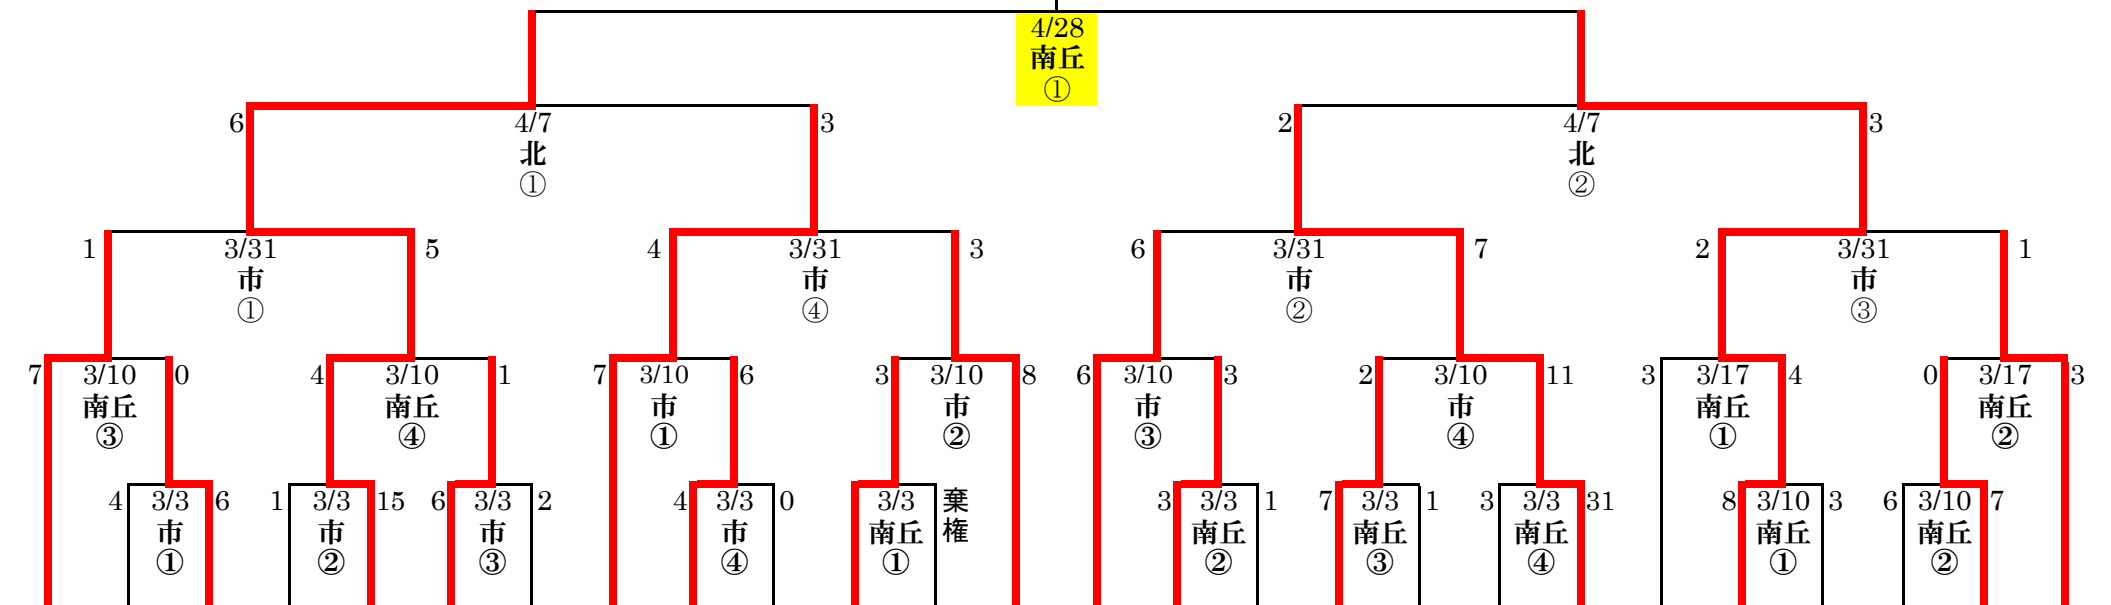 4/28
南丘
①
6 4/7 3
北
①
2 4/7 3
北
②
1 3/31 5
市
①
4 3/31 3
市
④
6 3/31 7
市
②
2 3/31 1
市
③
7 3/10 0
南丘
③
4 3/10 1
南丘
④
7 3/10 6
市
①
3 3/10 8
市
②
6 3/10 3
市
③
2 3/10 11
市
④
3 3/17 4
南丘
①
0 3/17 3
南丘
②
4 3/3 6
市
①
1 3/3 15
市
②
6 3/3 2
市
③
4 3/3 0
市
④
3/3 棄権
南丘
①
3 3/3 1
南丘
②
7 3/3 1
南丘
③
3 3/3 31
南丘
④
8 3/10 3
南丘
①
6 3/10 7
南丘
②